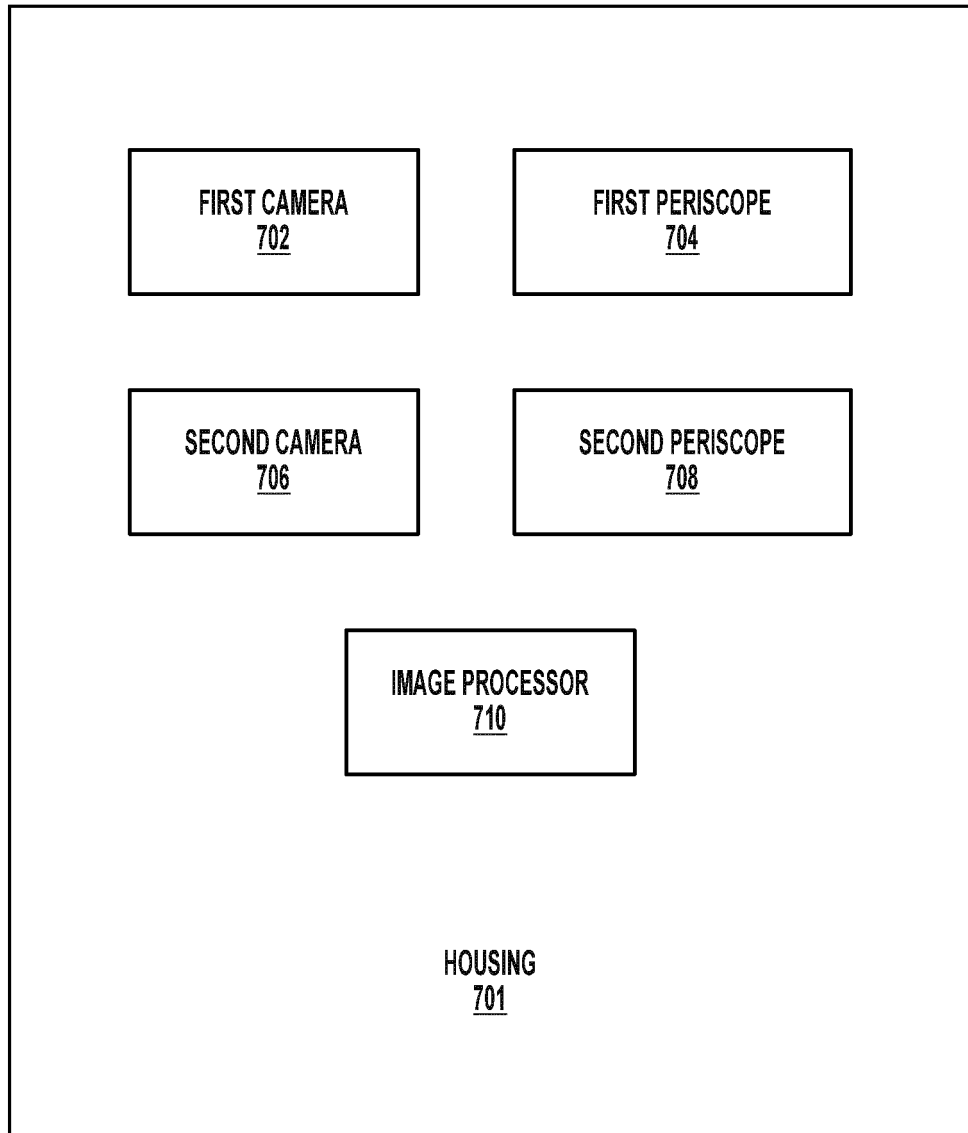 FIRST CAMERA
702
FIRST PERISCOPE
704
SECOND CAMERA
706
SECOND PERISCOPE
708
IMAGE PROCESSOR
710
HOUSING
701